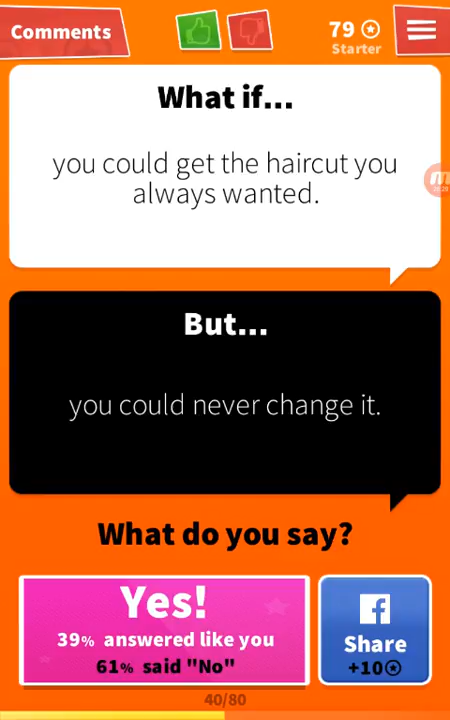 Comments
79
Starter
What if...
you could get the haircut you
always wanted.
But...
you could never change it.
What do you say?
Yes!
39% answered like you
61% said "No"
Share
+10
40/80